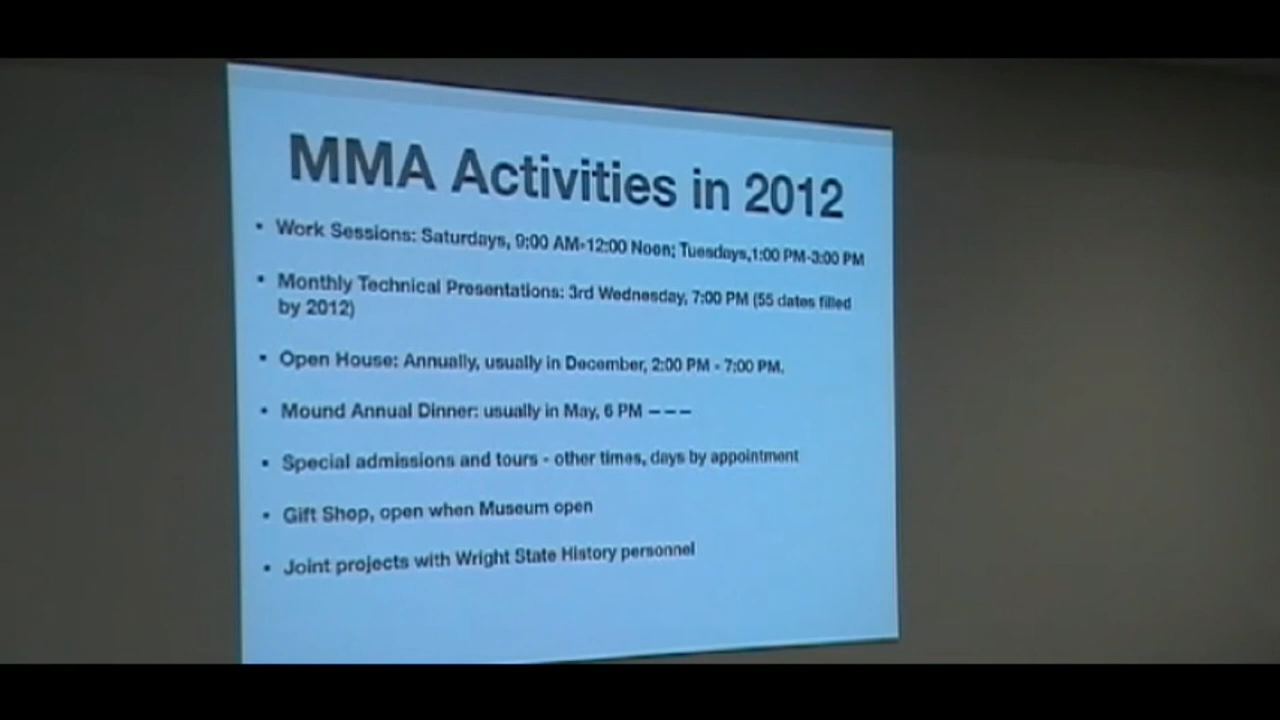 MMA Activities in 2012
• Work Sessions: Saturdays, 9:00 AM-12:00 Noon; Tuesdays,1:00 PM-3:00 PM
• Monthly Technical Presentations: 3rd Wednesday, 7:00 PM (55 dates filled
by 2012)
• Open House: Annually, usually in December, 2:00 PM - 7:00 PM.
• Mound Annual Dinner: usually in May, 6 PM – – –
• Special admissions and tours - other times, days by appointment
• Gift Shop, open when Museum open
• Joint projects with Wright State History personnel